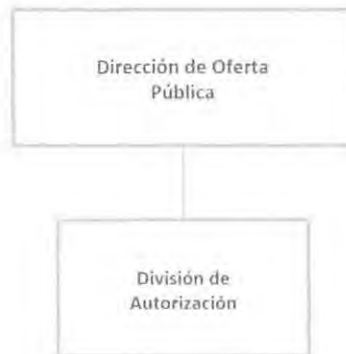 Dirección de Oferta
Pública
División de
Autorización